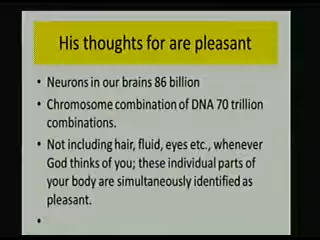 His thoughts for are pleasant
• Neurons in our brains 86 billion
• Chromosome combination of DNA 70 trillion
combinations.
• Not including hair, fluid, eyes etc., whenever
God thinks of you; these individual parts of
your body are simultaneously identified as
pleasant.
•